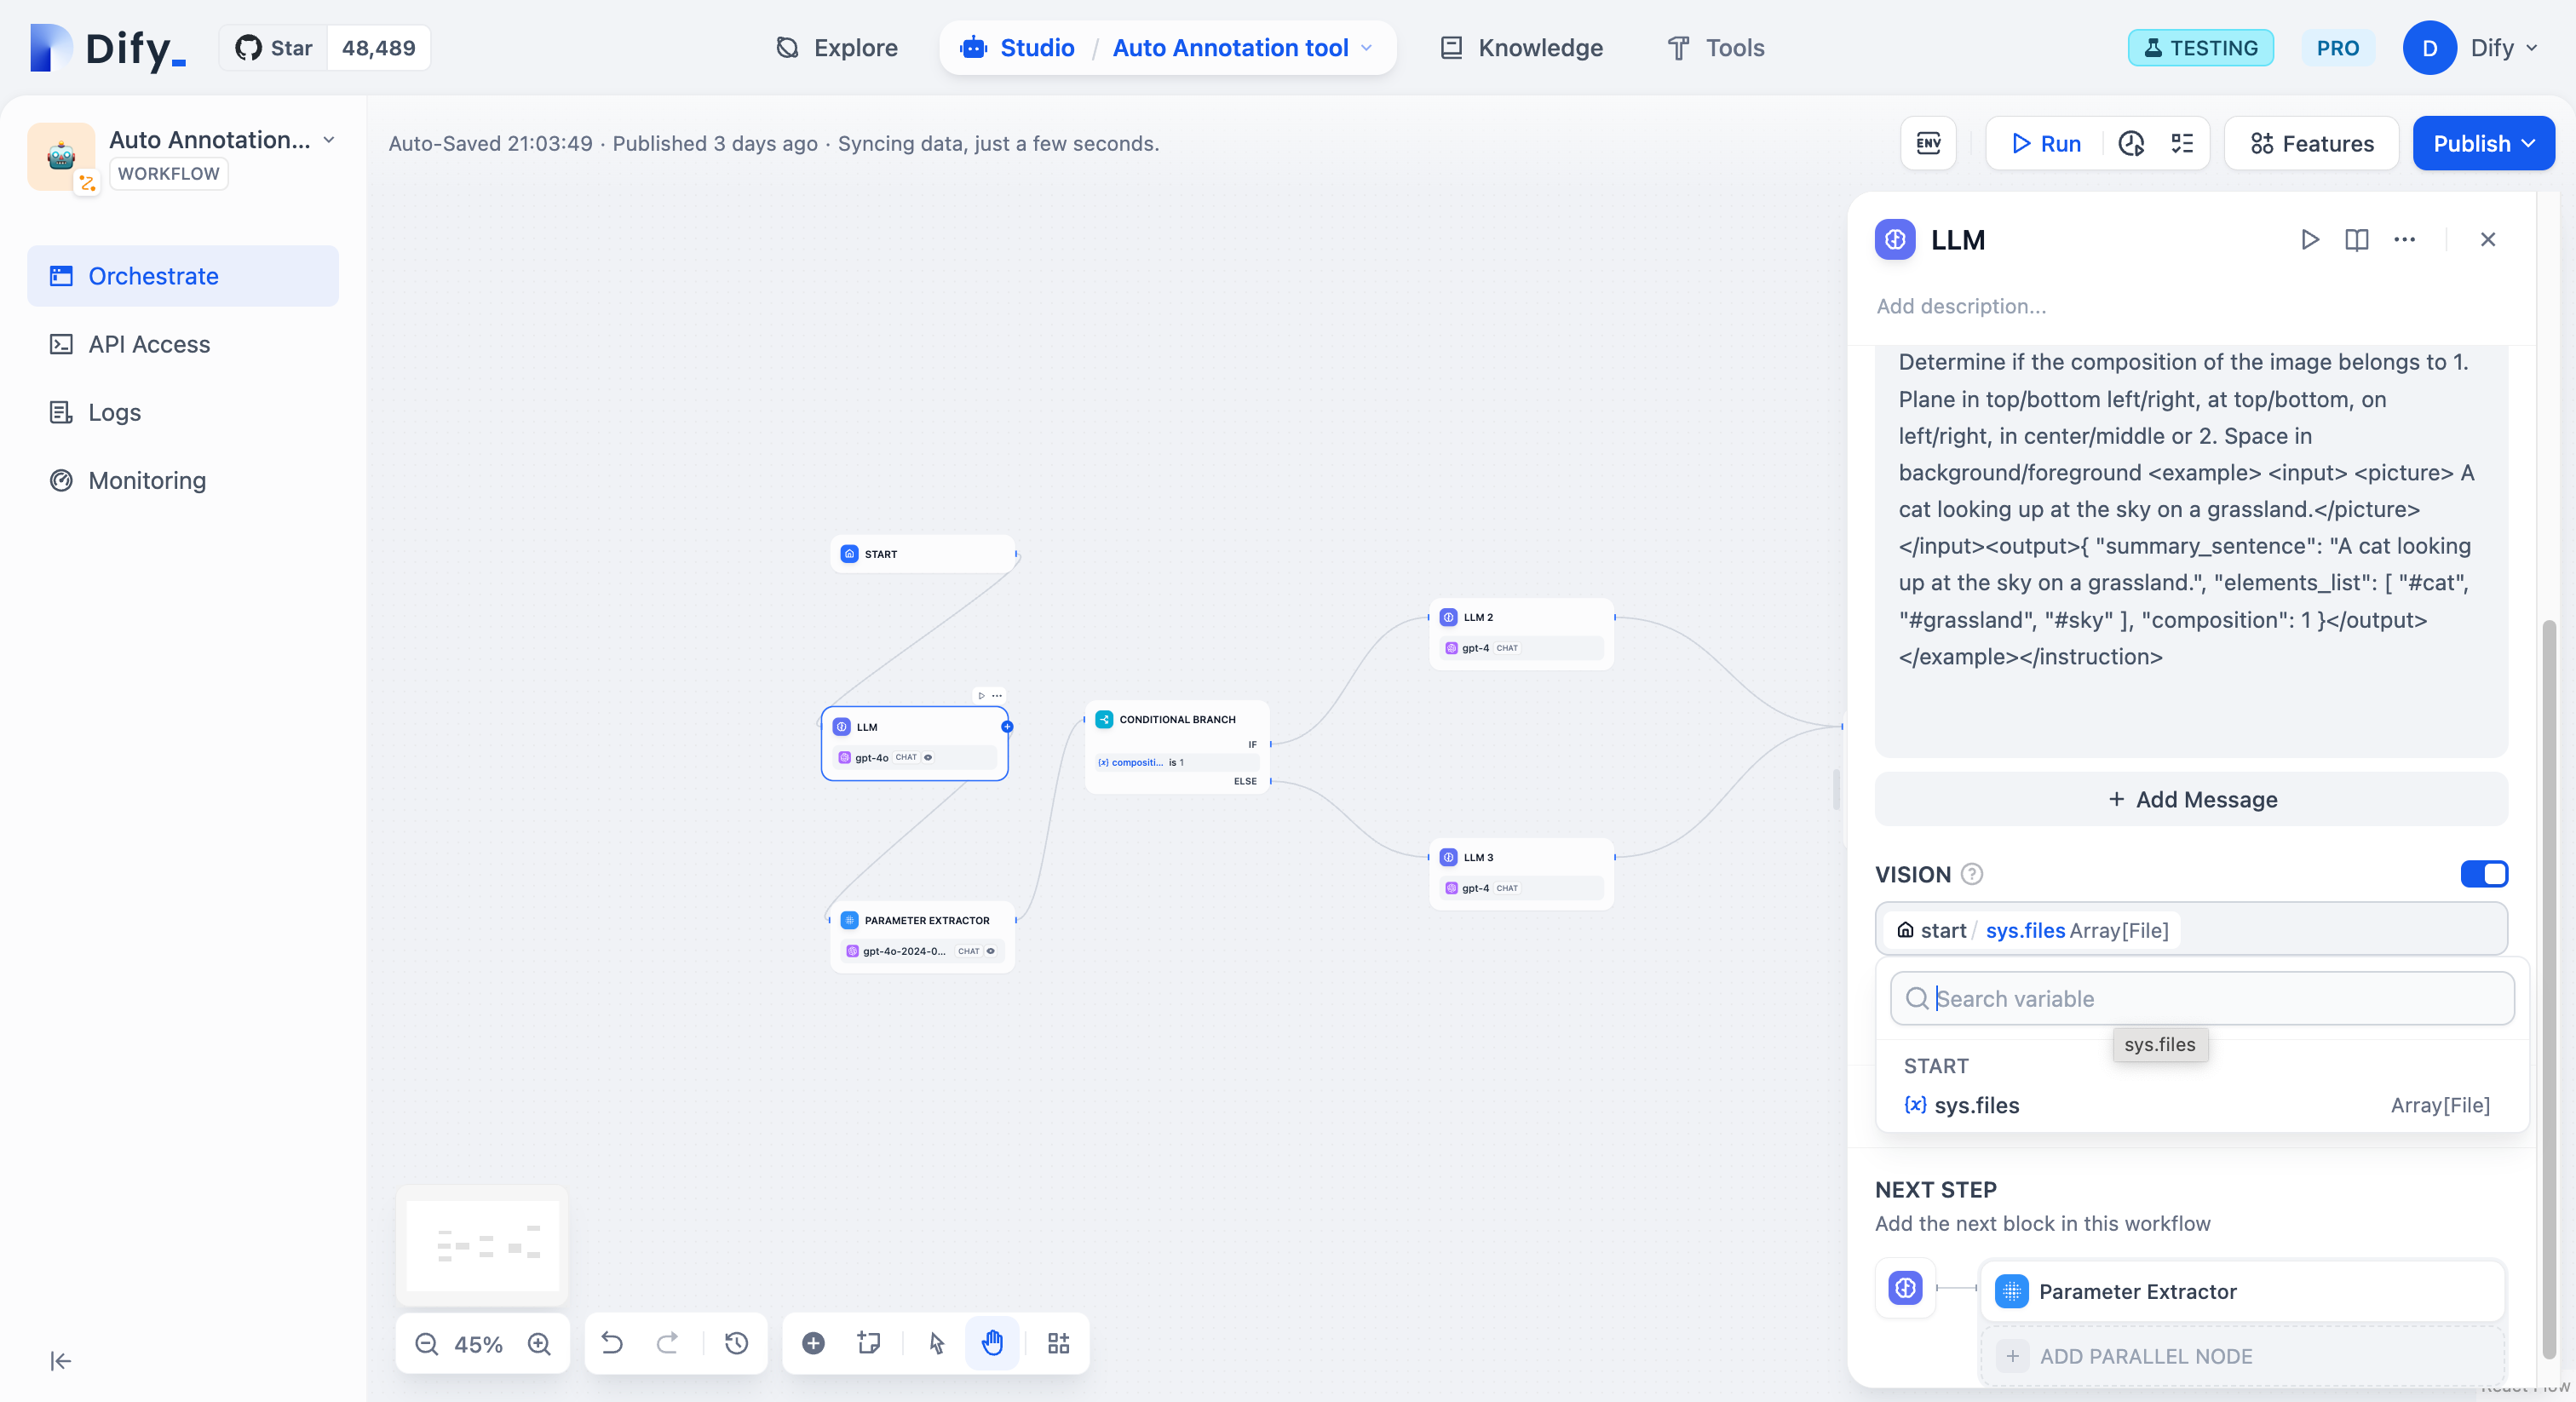 Dify_
Star 48,489
Explore
Studio / Auto Annotation tool
Knowledge
Tools
TESTING
PRO
D Dify
Auto Annotation...
WORKFLOW
Orchestrate
API Access
Logs
Monitoring
Auto-Saved 21:03:49 · Published 3 days ago · Syncing data, just a few seconds.
ENV
Run
Features
Publish
START
LLM
gpt-4o CHAT
PARAMETER EXTRACTOR
gpt-4o-2024-0... CHAT
CONDITIONAL BRANCH
IF
{x} compositi... is 1
ELSE
LLM 2
gpt-4 CHAT
LLM 3
gpt-4 CHAT
45%
LLM
Add description...
Determine if the composition of the image belongs to 1.
Plane in top/bottom left/right, at top/bottom, on
left/right, in center/middle or 2. Space in
background/foreground <example> <input> <picture> A
cat looking up at the sky on a grassland.</picture>
</input><output>{ "summary_sentence": "A cat looking
up at the sky on a grassland.", "elements_list": [ "#cat",
"#grassland", "#sky" ], "composition": 1 }</output>
</example></instruction>
+ Add Message
VISION
start / sys.files Array[File]
Search variable
sys.files
START
{x} sys.files Array[File]
NEXT STEP
Add the next block in this workflow
Parameter Extractor
+ ADD PARALLEL NODE